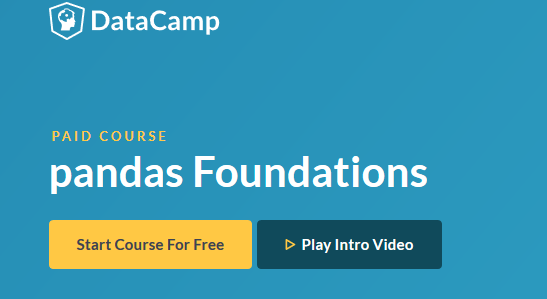 DataCamp
PAID COURSE
pandas Foundations
Start Course For Free
Play Intro Video